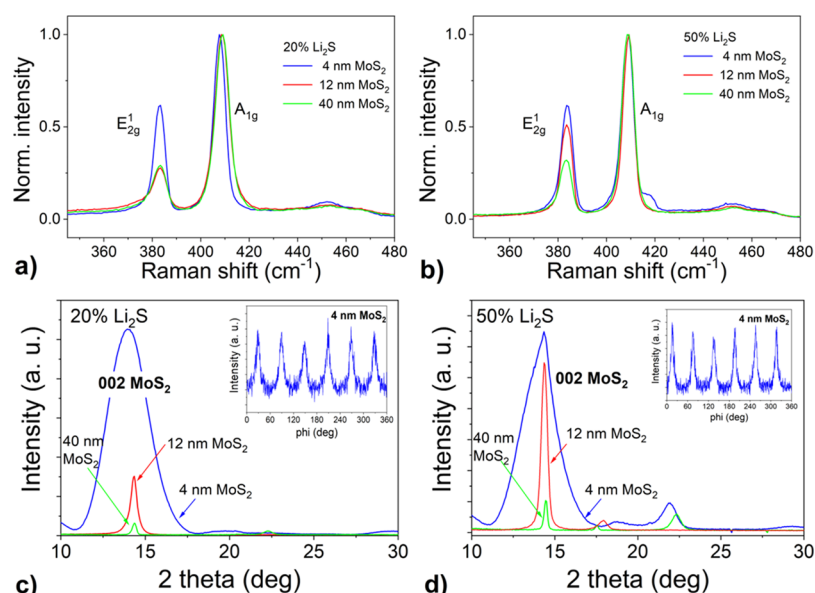 20% Li₂S
4 nm MoS₂
12 nm MoS₂
40 nm MoS₂
E¹₂g
A₁g
Norm. intensity
1.0
0.5
0.0
360 380 400 420 440 460 480
Raman shift (cm⁻¹)
a)
50% Li₂S
4 nm MoS₂
12 nm MoS₂
40 nm MoS₂
E¹₂g
A₁g
Norm. intensity
1.0
0.5
0.0
360 380 400 420 440 460 480
Raman shift (cm⁻¹)
b)
20% Li₂S
002 MoS₂
40 nm
MoS₂
12 nm MoS₂
4 nm MoS₂
Intensity (a. u.)
10 15 20 25 30
2 theta (deg)
c)
4 nm MoS₂
Intensity (a. u.)
0 60 120 180 240 300 360
phi (deg)
50% Li₂S
002 MoS₂
40 nm
MoS₂
12 nm MoS₂
4 nm MoS₂
Intensity (a. u.)
10 15 20 25 30
2 theta (deg)
d)
4 nm MoS₂
Intensity (a. u.)
0 60 120 180 240 300 360
phi (deg)